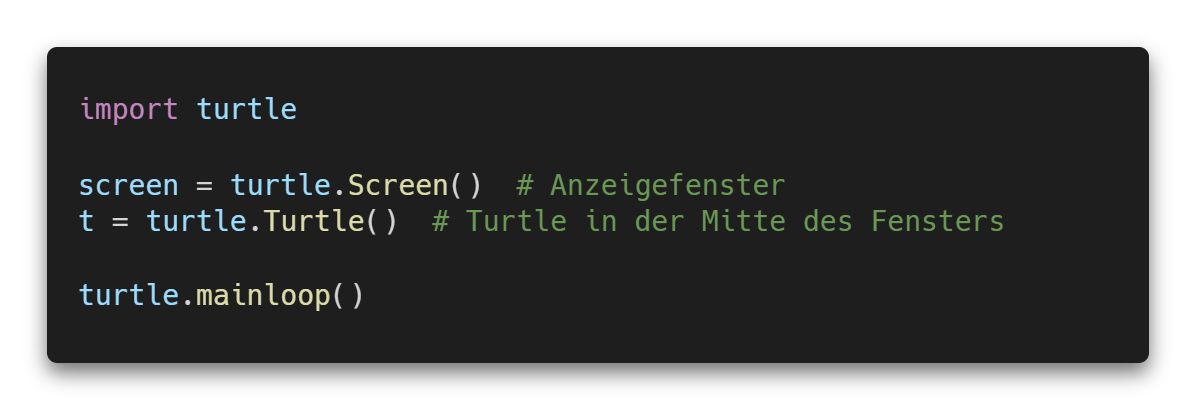 import turtle
screen = turtle.Screen()  # Anzeigefenster
t = turtle.Turtle()  # Turtle in der Mitte des Fensters
turtle.mainloop()